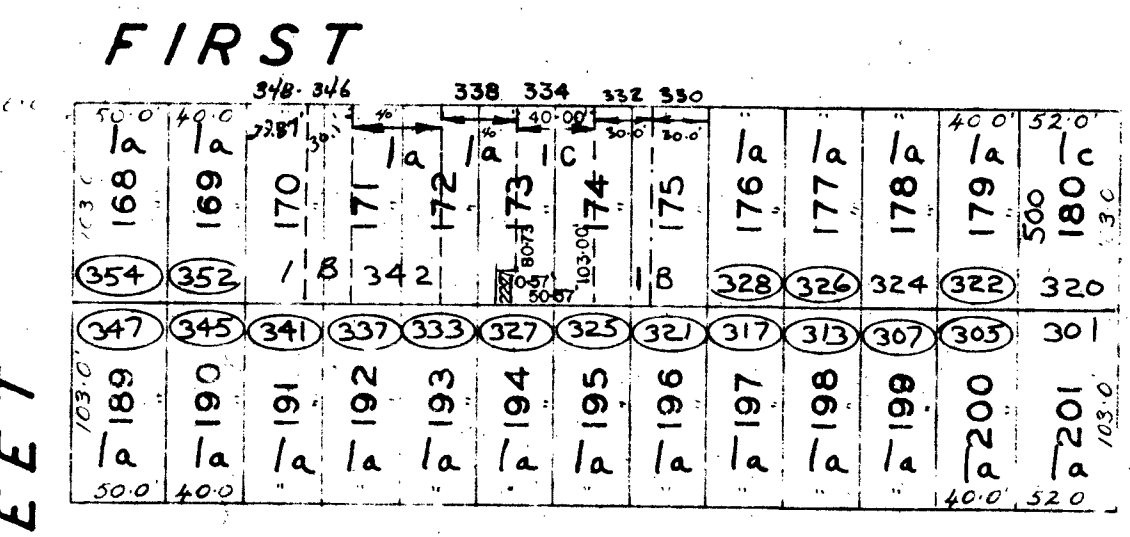 FIRST
348. 346 338 334 332 330
50.0' 40.0 77.87' 30.' 40 40 40.00' 30.0' 30.0' " " " 40.0' 52.0'
1a 1a 1a 1a 1C 1a 1a 1a 1a 1c
103.0 168 169 170 171 172 173 174 175 176 177 178 179 500 180
80.73 103.00'
354 352 1 B 342 0.57' 50.57' 1 B 328 326 324 322 320
347 345 341 337 333 327 325 321 317 313 307 305 301
103.0' 189 190 191 192 193 194 195 196 197 198 199 200 201 103.0'
1a 1a 1a 1a 1a 1a 1a 1a 1a 1a 1a 1a 1a
50.0' 40.0 " " " " " " " " " 40.0' 52.0
EET